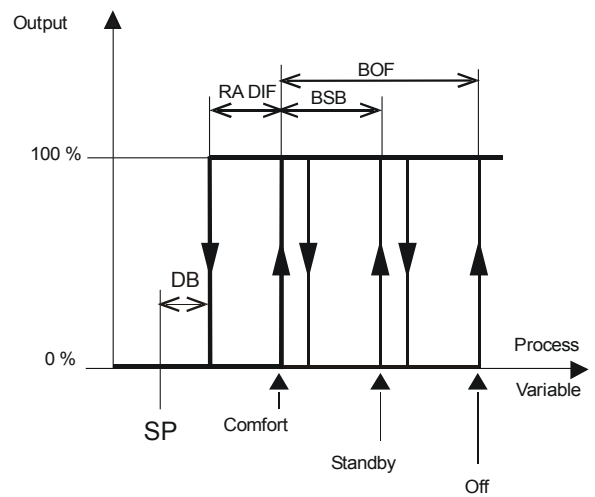 Output
BOF
RA DIF
BSB
100 %
DB
0 %
Process
Variable
SP
Comfort
Standby
Off